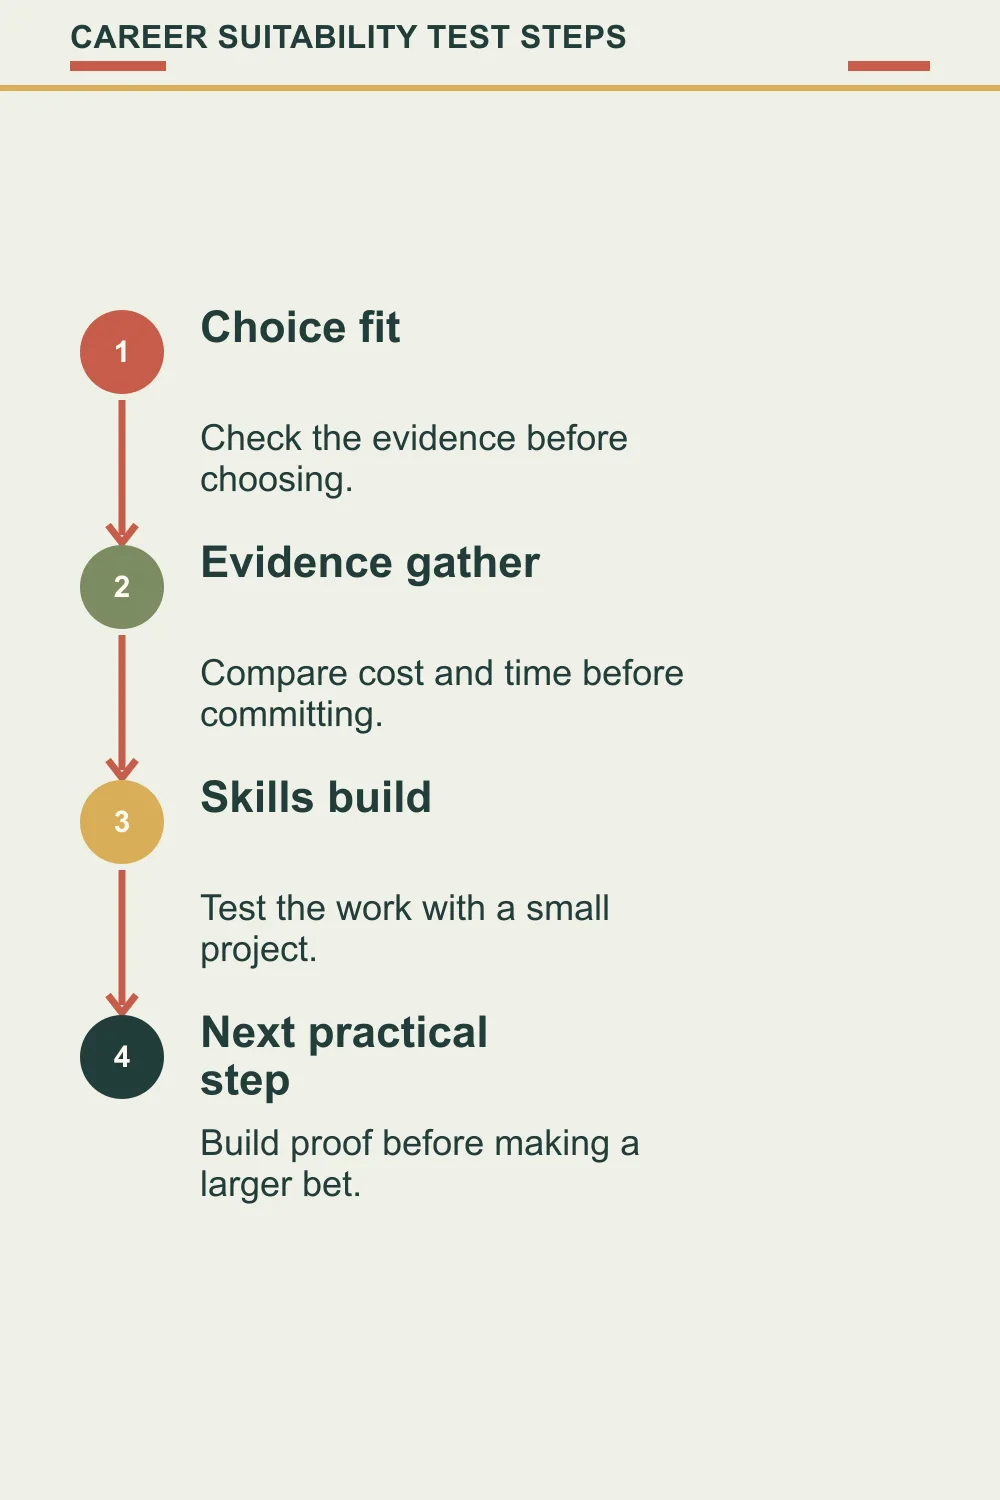 CAREER SUITABILITY TEST STEPS
1
Choice fit
Check the evidence before
choosing.
2
Evidence gather
Compare cost and time before
committing.
3
Skills build
Test the work with a small
project.
4
Next practical
step
Build proof before making a
larger bet.